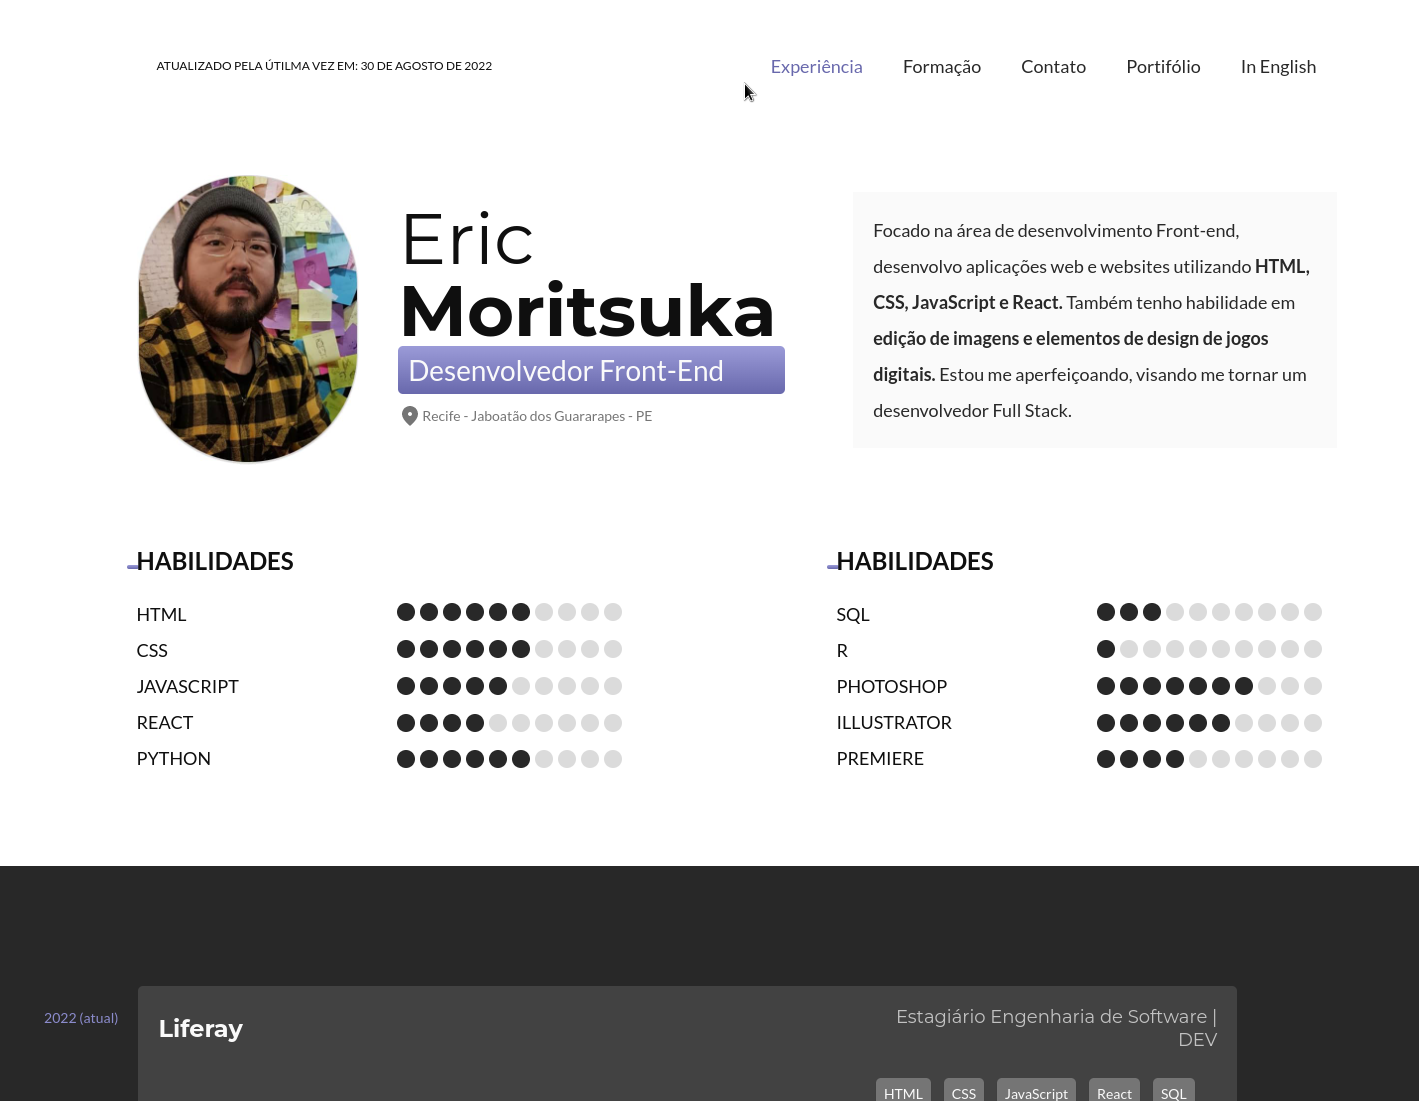 ATUALIZADO PELA ÚTILMA VEZ EM: 30 DE AGOSTO DE 2022
Experiência
Formação
Contato
Portifólio
In English
Eric
Moritsuka
Desenvolvedor Front-End
Recife - Jaboatão dos Guararapes - PE
Focado na área de desenvolvimento Front-end,
desenvolvo aplicações web e websites utilizando HTML,
CSS, JavaScript e React. Também tenho habilidade em
edição de imagens e elementos de design de jogos
digitais. Estou me aperfeiçoando, visando me tornar um
desenvolvedor Full Stack.
HABILIDADES
HTML
CSS
JAVASCRIPT
REACT
PYTHON
HABILIDADES
SQL
R
PHOTOSHOP
ILLUSTRATOR
PREMIERE
2022 (atual)
Liferay
Estagiário Engenharia de Software |
DEV
HTML
CSS
JavaScript
React
SQL